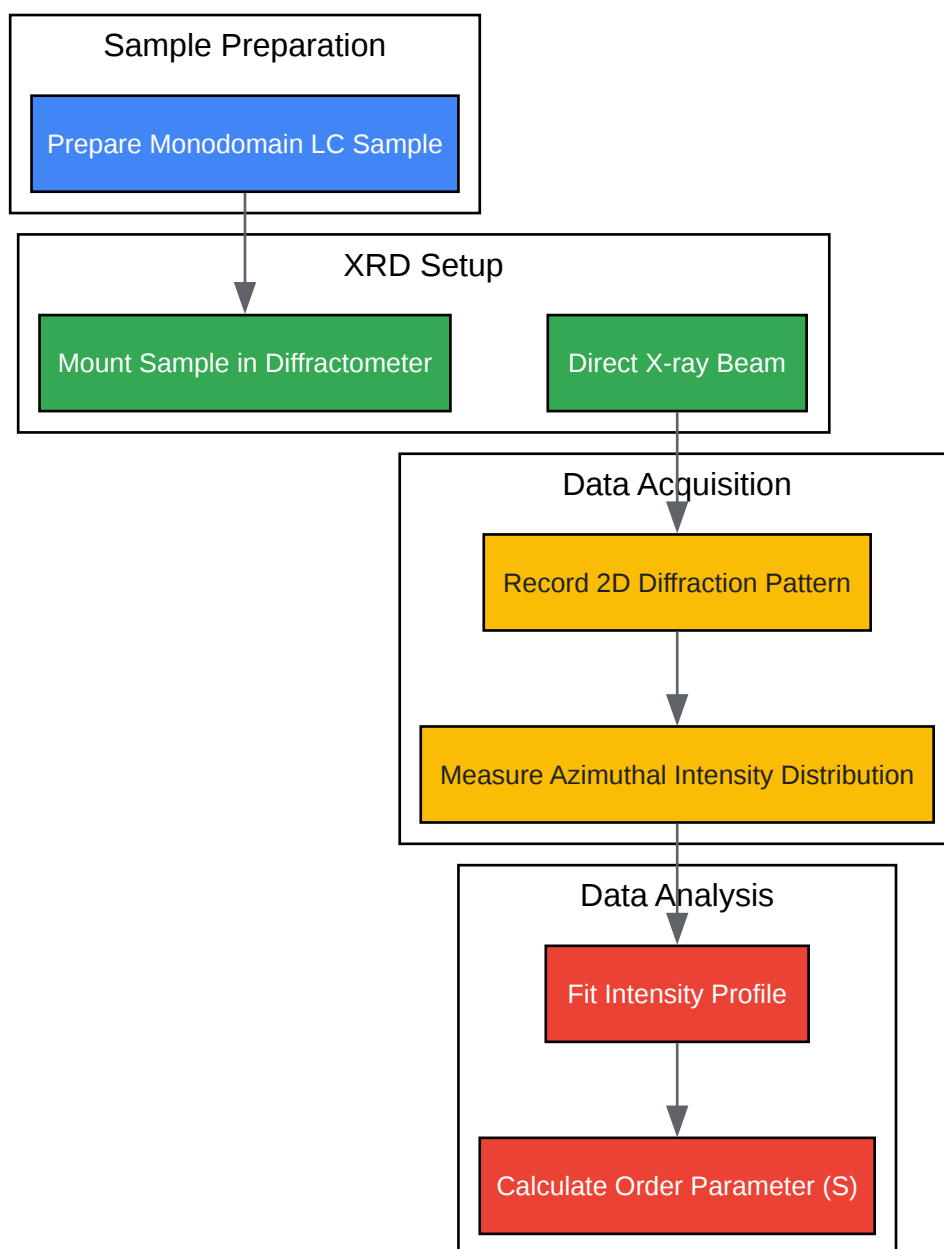 Sample Preparation
Prepare Monodomain LC Sample
XRD Setup
Mount Sample in Diffractometer
Direct X-ray Beam
Data Acquisition
Record 2D Diffraction Pattern
Measure Azimuthal Intensity Distribution
Data Analysis
Fit Intensity Profile
Calculate Order Parameter (S)